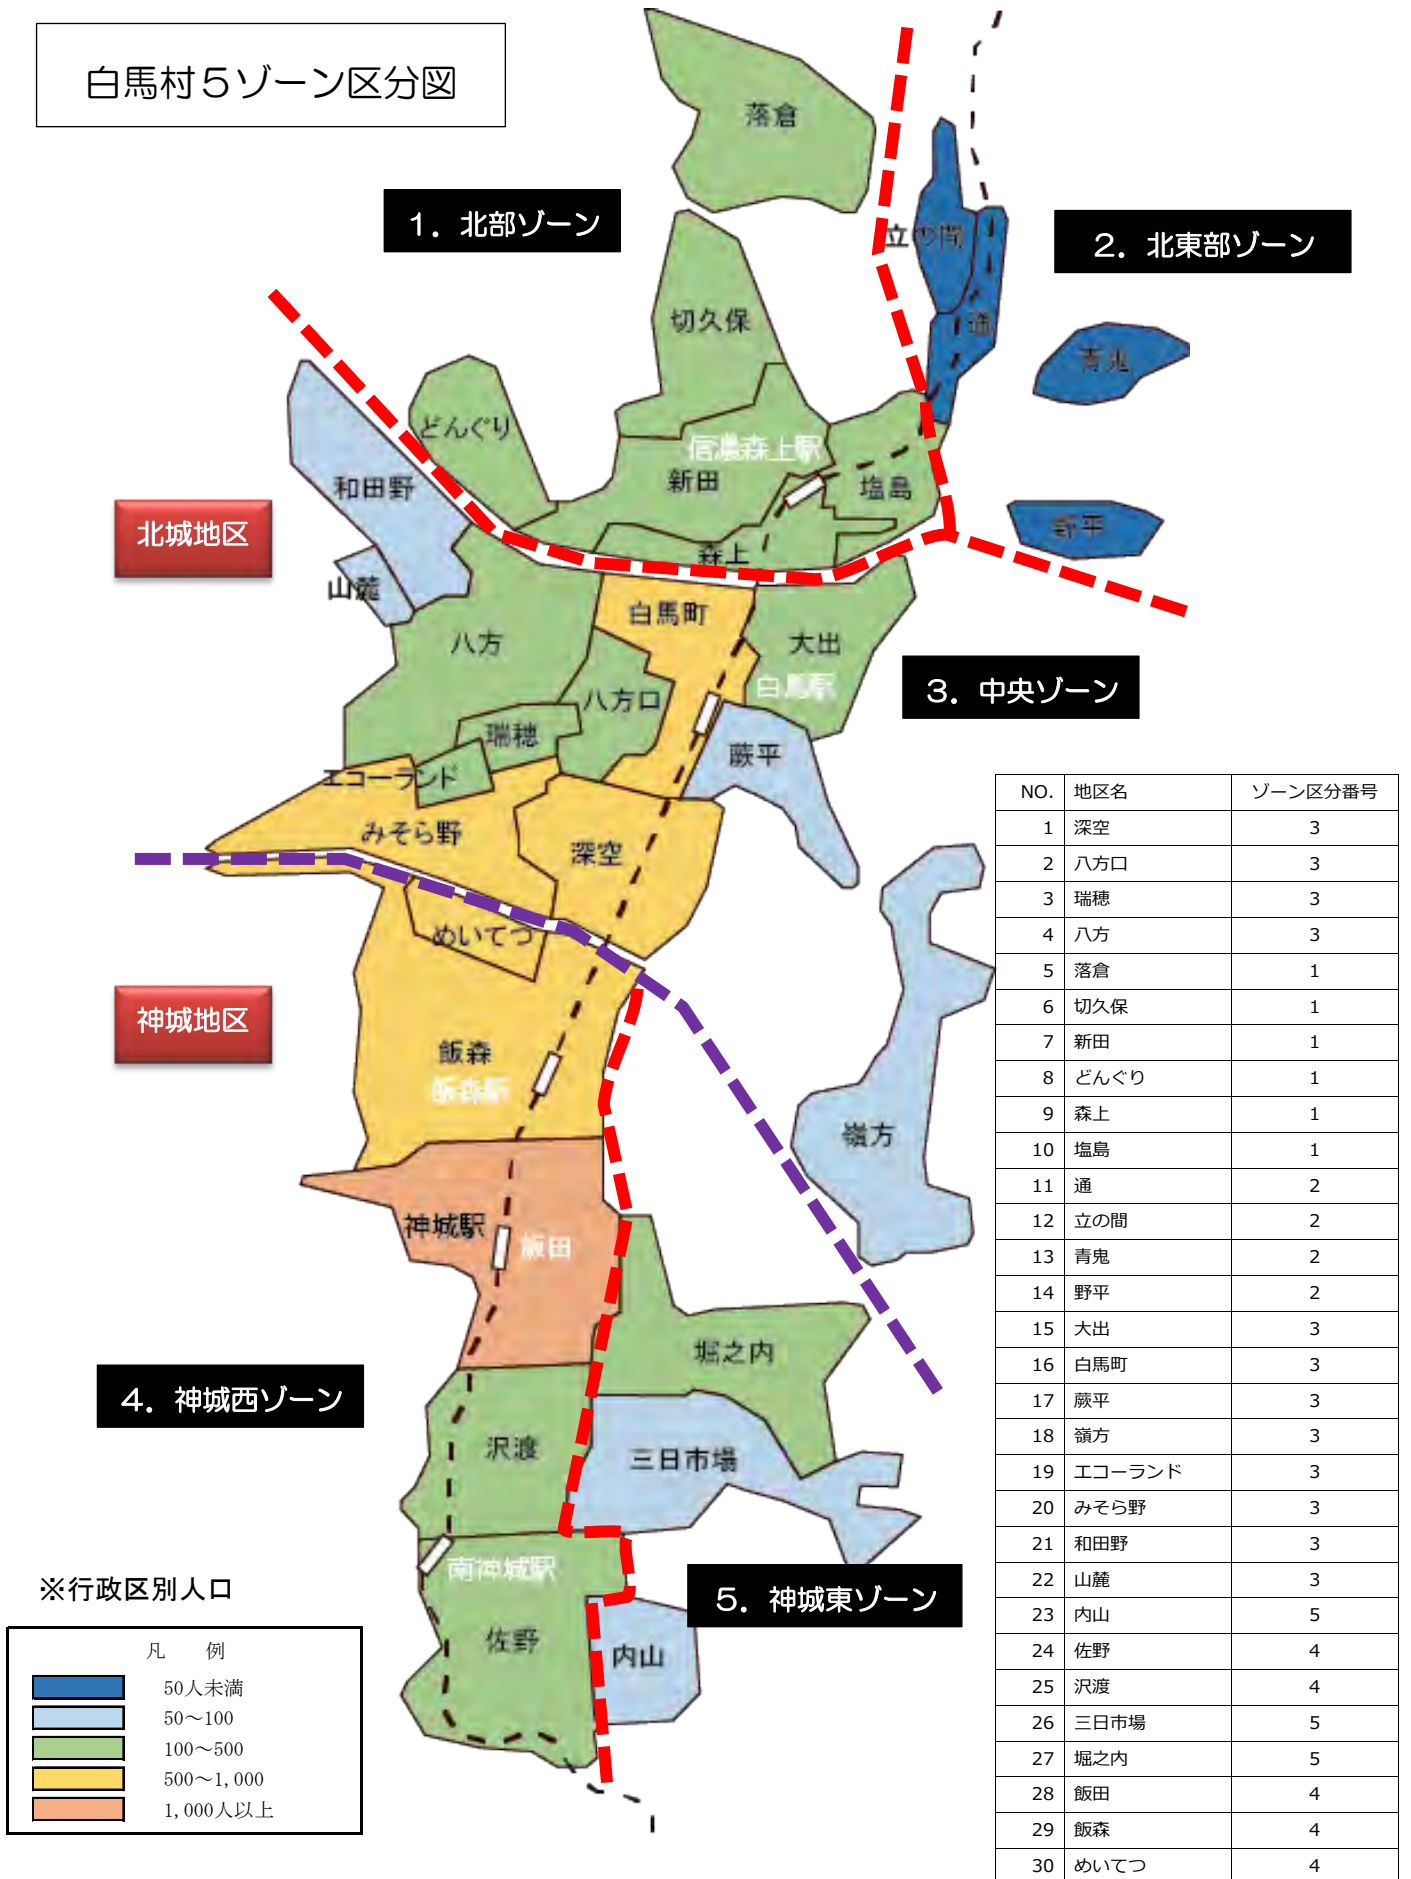 白馬村５ゾーン区分図
落倉
１．北部ゾーン
立の間
２．北東部ゾーン
切久保
通
青鬼
どんぐり
信濃森上駅
和田野
新田
塩島
北城地区
野平
森上
山麓
白馬町
八方
大出
白馬駅
３．中央ゾーン
八方口
瑞穂
蕨平
エコーランド
みそら野
深空
めいてつ
神城地区
飯森
飯森駅
嶺方
神城駅
飯田
堀之内
４．神城西ゾーン
沢渡
三日市場
南神城駅
５．神城東ゾーン
佐野
内山
※行政区別人口
凡　例
50人未満
50～100
100～500
500～1,000
1,000人以上
NO. 地区名 ゾーン区分番号
1 深空 3
2 八方口 3
3 瑞穂 3
4 八方 3
5 落倉 1
6 切久保 1
7 新田 1
8 どんぐり 1
9 森上 1
10 塩島 1
11 通 2
12 立の間 2
13 青鬼 2
14 野平 2
15 大出 3
16 白馬町 3
17 蕨平 3
18 嶺方 3
19 エコーランド 3
20 みそら野 3
21 和田野 3
22 山麓 3
23 内山 5
24 佐野 4
25 沢渡 4
26 三日市場 5
27 堀之内 5
28 飯田 4
29 飯森 4
30 めいてつ 4